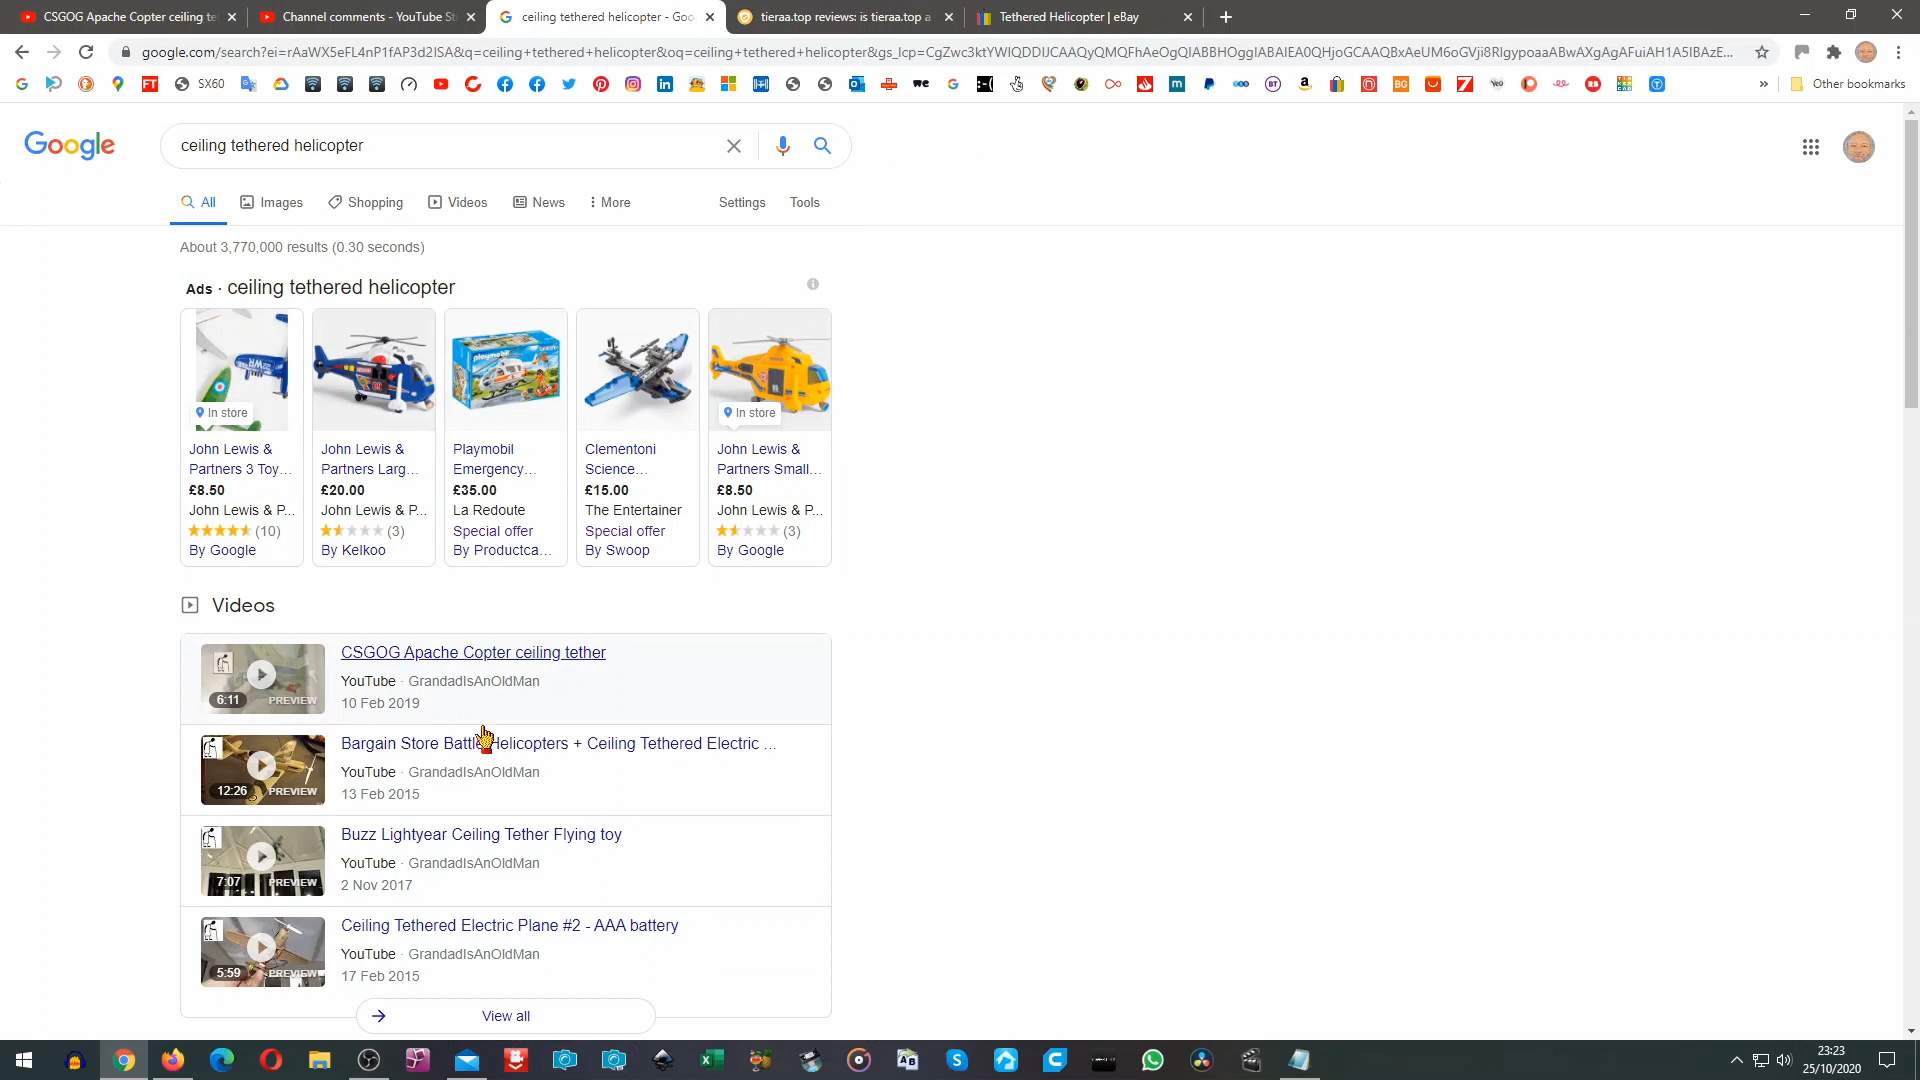 CSGOG Apache Copter ceiling te
Channel comments - YouTube St
ceiling tethered helicopter - Goo
tieraa.top reviews: is tieraa.top a
Tethered Helicopter | eBay
google.com/search?ei=rAaWX5eFL4nP1fAP3d2ISA&q=ceiling+tethered+helicopter&oq=ceiling+tethered+helicopter&gs_lcp=CgZwc3ktYWIQDDIJCAAQyQMQFhAeOgQIABBHOggIABAIEA0QHjoGCAAQBxAeUM6oGVji8RlgypoaaABwAXgAgAFuiAH1A5IBAzE...
FT
SX60
Other bookmarks
Google
ceiling tethered helicopter
All Images Shopping Videos News More Settings Tools
About 3,770,000 results (0.30 seconds)
Ads · ceiling tethered helicopter
In store
John Lewis &
Partners 3 Toy...
£8.50
John Lewis & P...
(10)
By Google
John Lewis &
Partners Larg...
£20.00
John Lewis & P...
(3)
By Kelkoo
playmobil
Playmobil
Emergency...
£35.00
La Redoute
Special offer
By Productca...
Clementoni
Science...
£15.00
The Entertainer
Special offer
By Swoop
In store
John Lewis &
Partners Small...
£8.50
John Lewis & P...
(3)
By Google
Videos
6:11 PREVIEW
CSGOG Apache Copter ceiling tether
YouTube · GrandadIsAnOldMan
10 Feb 2019
12:26 PREVIEW
Bargain Store Battle Helicopters + Ceiling Tethered Electric ...
YouTube · GrandadIsAnOldMan
13 Feb 2015
7:07 PREVIEW
Buzz Lightyear Ceiling Tether Flying toy
YouTube · GrandadIsAnOldMan
2 Nov 2017
5:59 PREVIEW
Ceiling Tethered Electric Plane #2 - AAA battery
YouTube · GrandadIsAnOldMan
17 Feb 2015
View all
23:23
25/10/2020